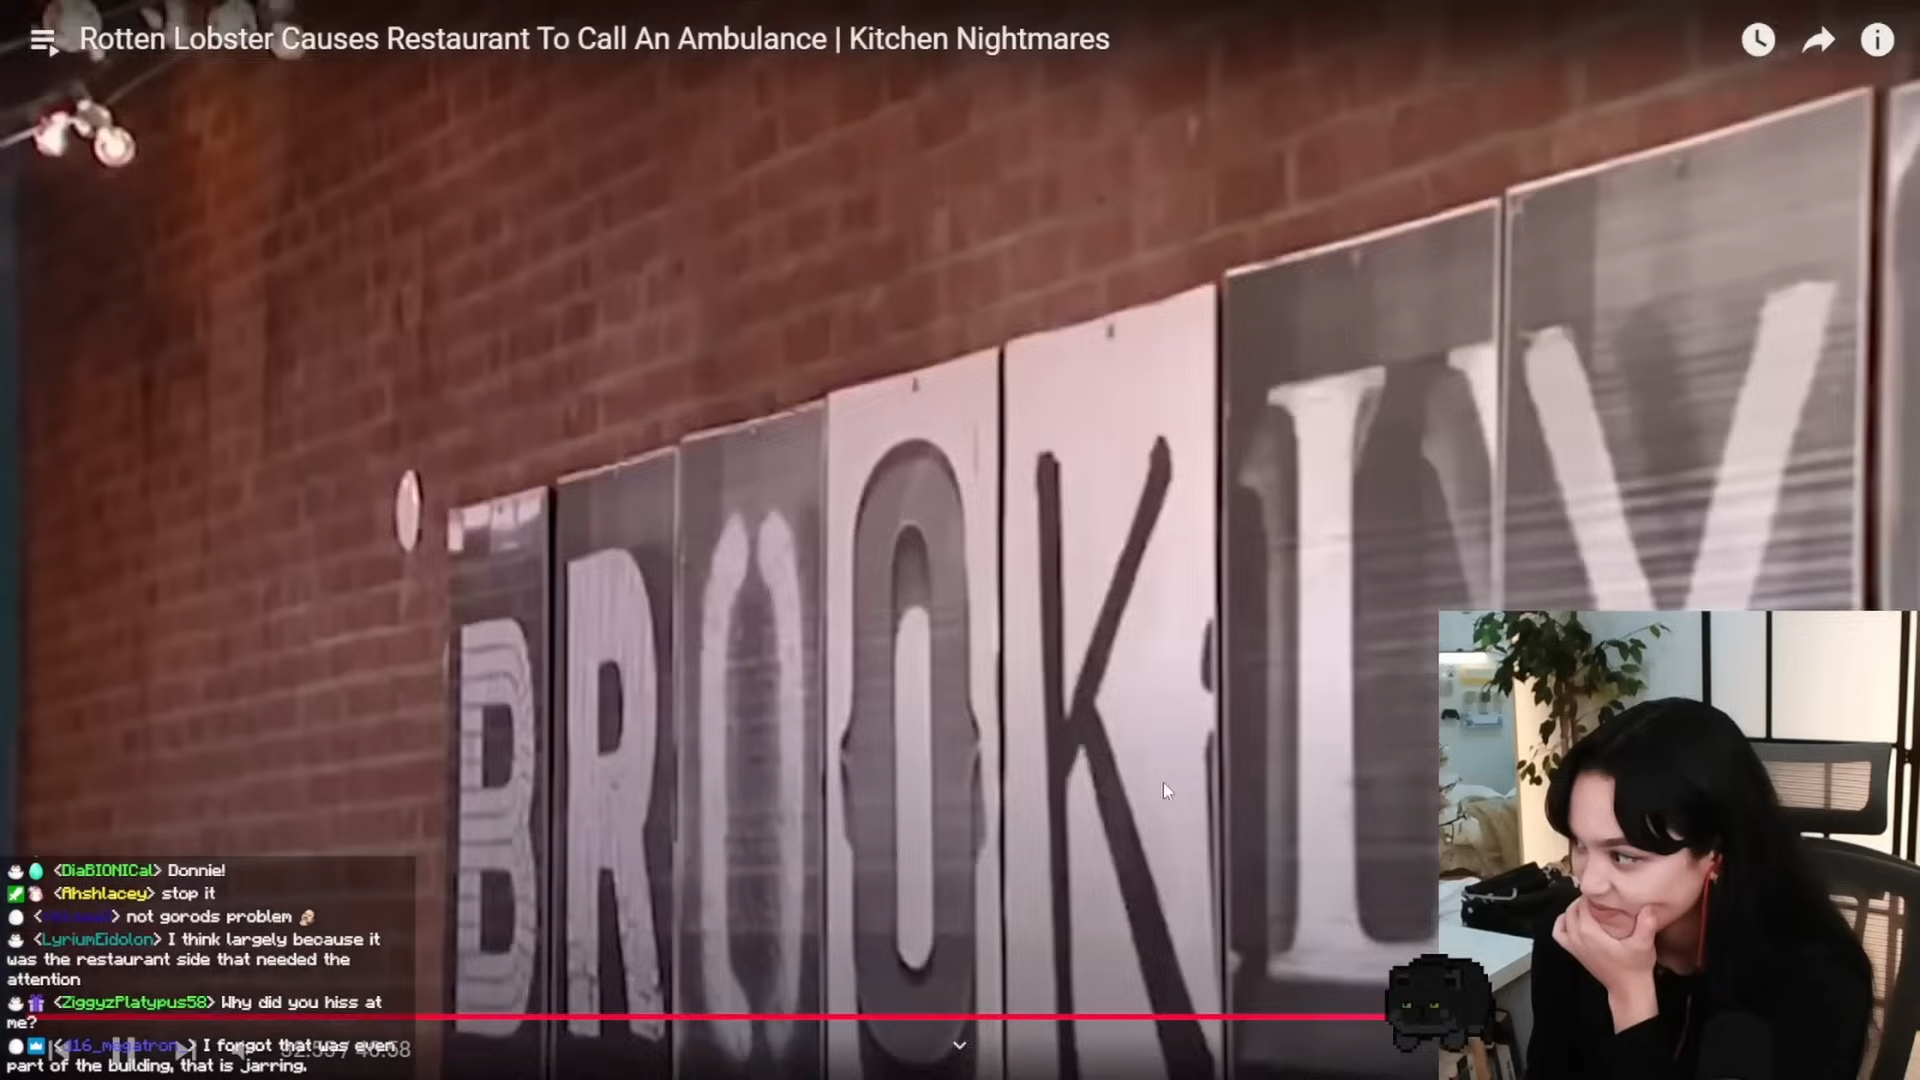 Rotten Lobster Causes Restaurant To Call An Ambulance | Kitchen Nightmares
BROOKLY
<DiaBIONICal> Donnie!
<Ahshlacey> stop it
not gorods problem
<LyriumEidolon> I think largely because it
was the restaurant side that needed the
attention
<ZiggyzPlatypus58> Why did you hiss at
me?
I forgot that was even
part of the building, that is jarring.